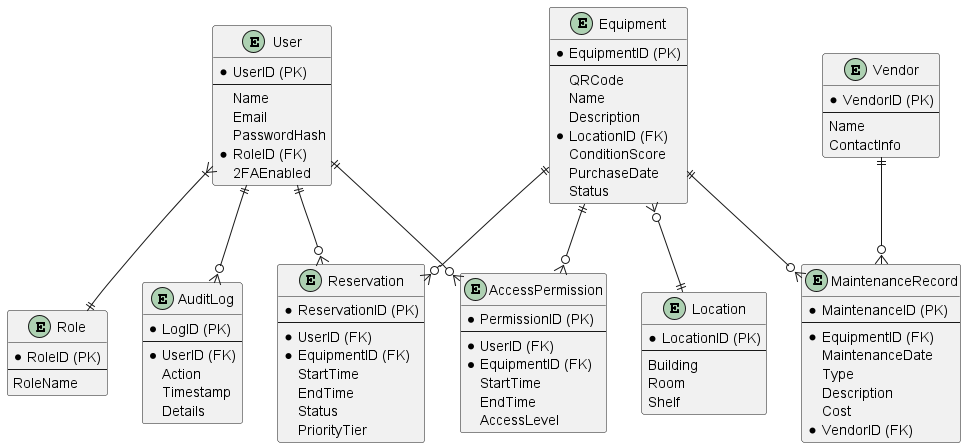 E User
UserID (PK)
Name
Email
PasswordHash
RoleID (FK)
2FAEnabled
E Equipment
EquipmentID (PK)
QRCode
Name
Description
LocationID (FK)
ConditionScore
PurchaseDate
Status
E Vendor
VendorID (PK)
Name
ContactInfo
E Role
RoleID (PK)
RoleName
E AuditLog
LogID (PK)
UserID (FK)
Action
Timestamp
Details
E Reservation
ReservationID (PK)
UserID (FK)
EquipmentID (FK)
StartTime
EndTime
Status
PriorityTier
E AccessPermission
PermissionID (PK)
UserID (FK)
EquipmentID (FK)
StartTime
EndTime
AccessLevel
E Location
LocationID (PK)
Building
Room
Shelf
E MaintenanceRecord
MaintenanceID (PK)
EquipmentID (FK)
MaintenanceDate
Type
Description
Cost
VendorID (FK)